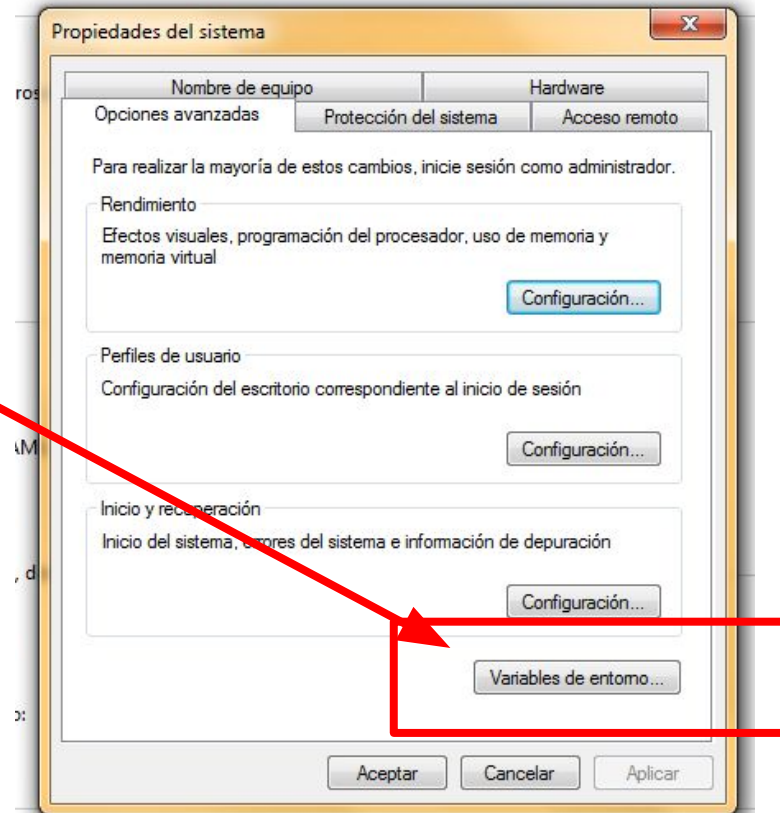 Propiedades del sistema
Nombre de equipo
Hardware
Opciones avanzadas
Protección del sistema
Acceso remoto
Para realizar la mayoría de estos cambios, inicie sesión como administrador.
Rendimiento
Efectos visuales, programación del procesador, uso de memoria y
memoria virtual
Configuración...
Perfiles de usuario
Configuración del escritorio correspondiente al inicio de sesión
Configuración...
Inicio y recuperación
Inicio del sistema, errores del sistema e información de depuración
Configuración...
Variables de entorno...
Aceptar
Cancelar
Aplicar